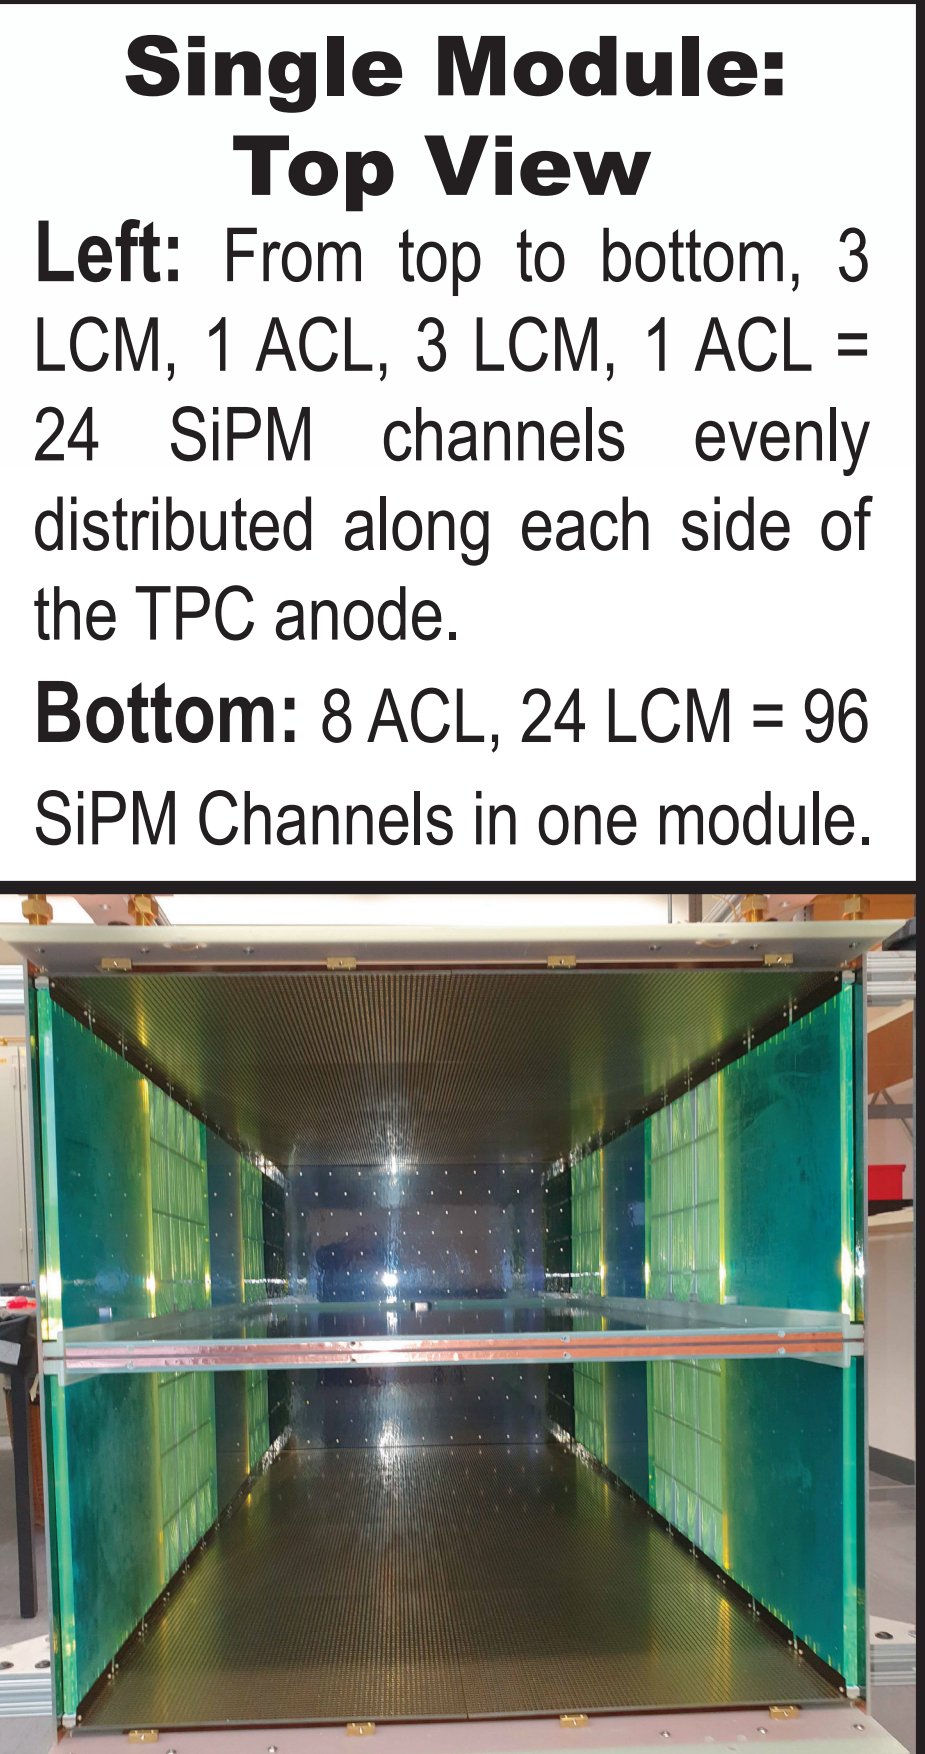 Single Module:
Top View
Left: From top to bottom, 3
LCM, 1 ACL, 3 LCM, 1 ACL =
24 SiPM channels evenly
distributed along each side of
the TPC anode.
Bottom: 8 ACL, 24 LCM = 96
SiPM Channels in one module.